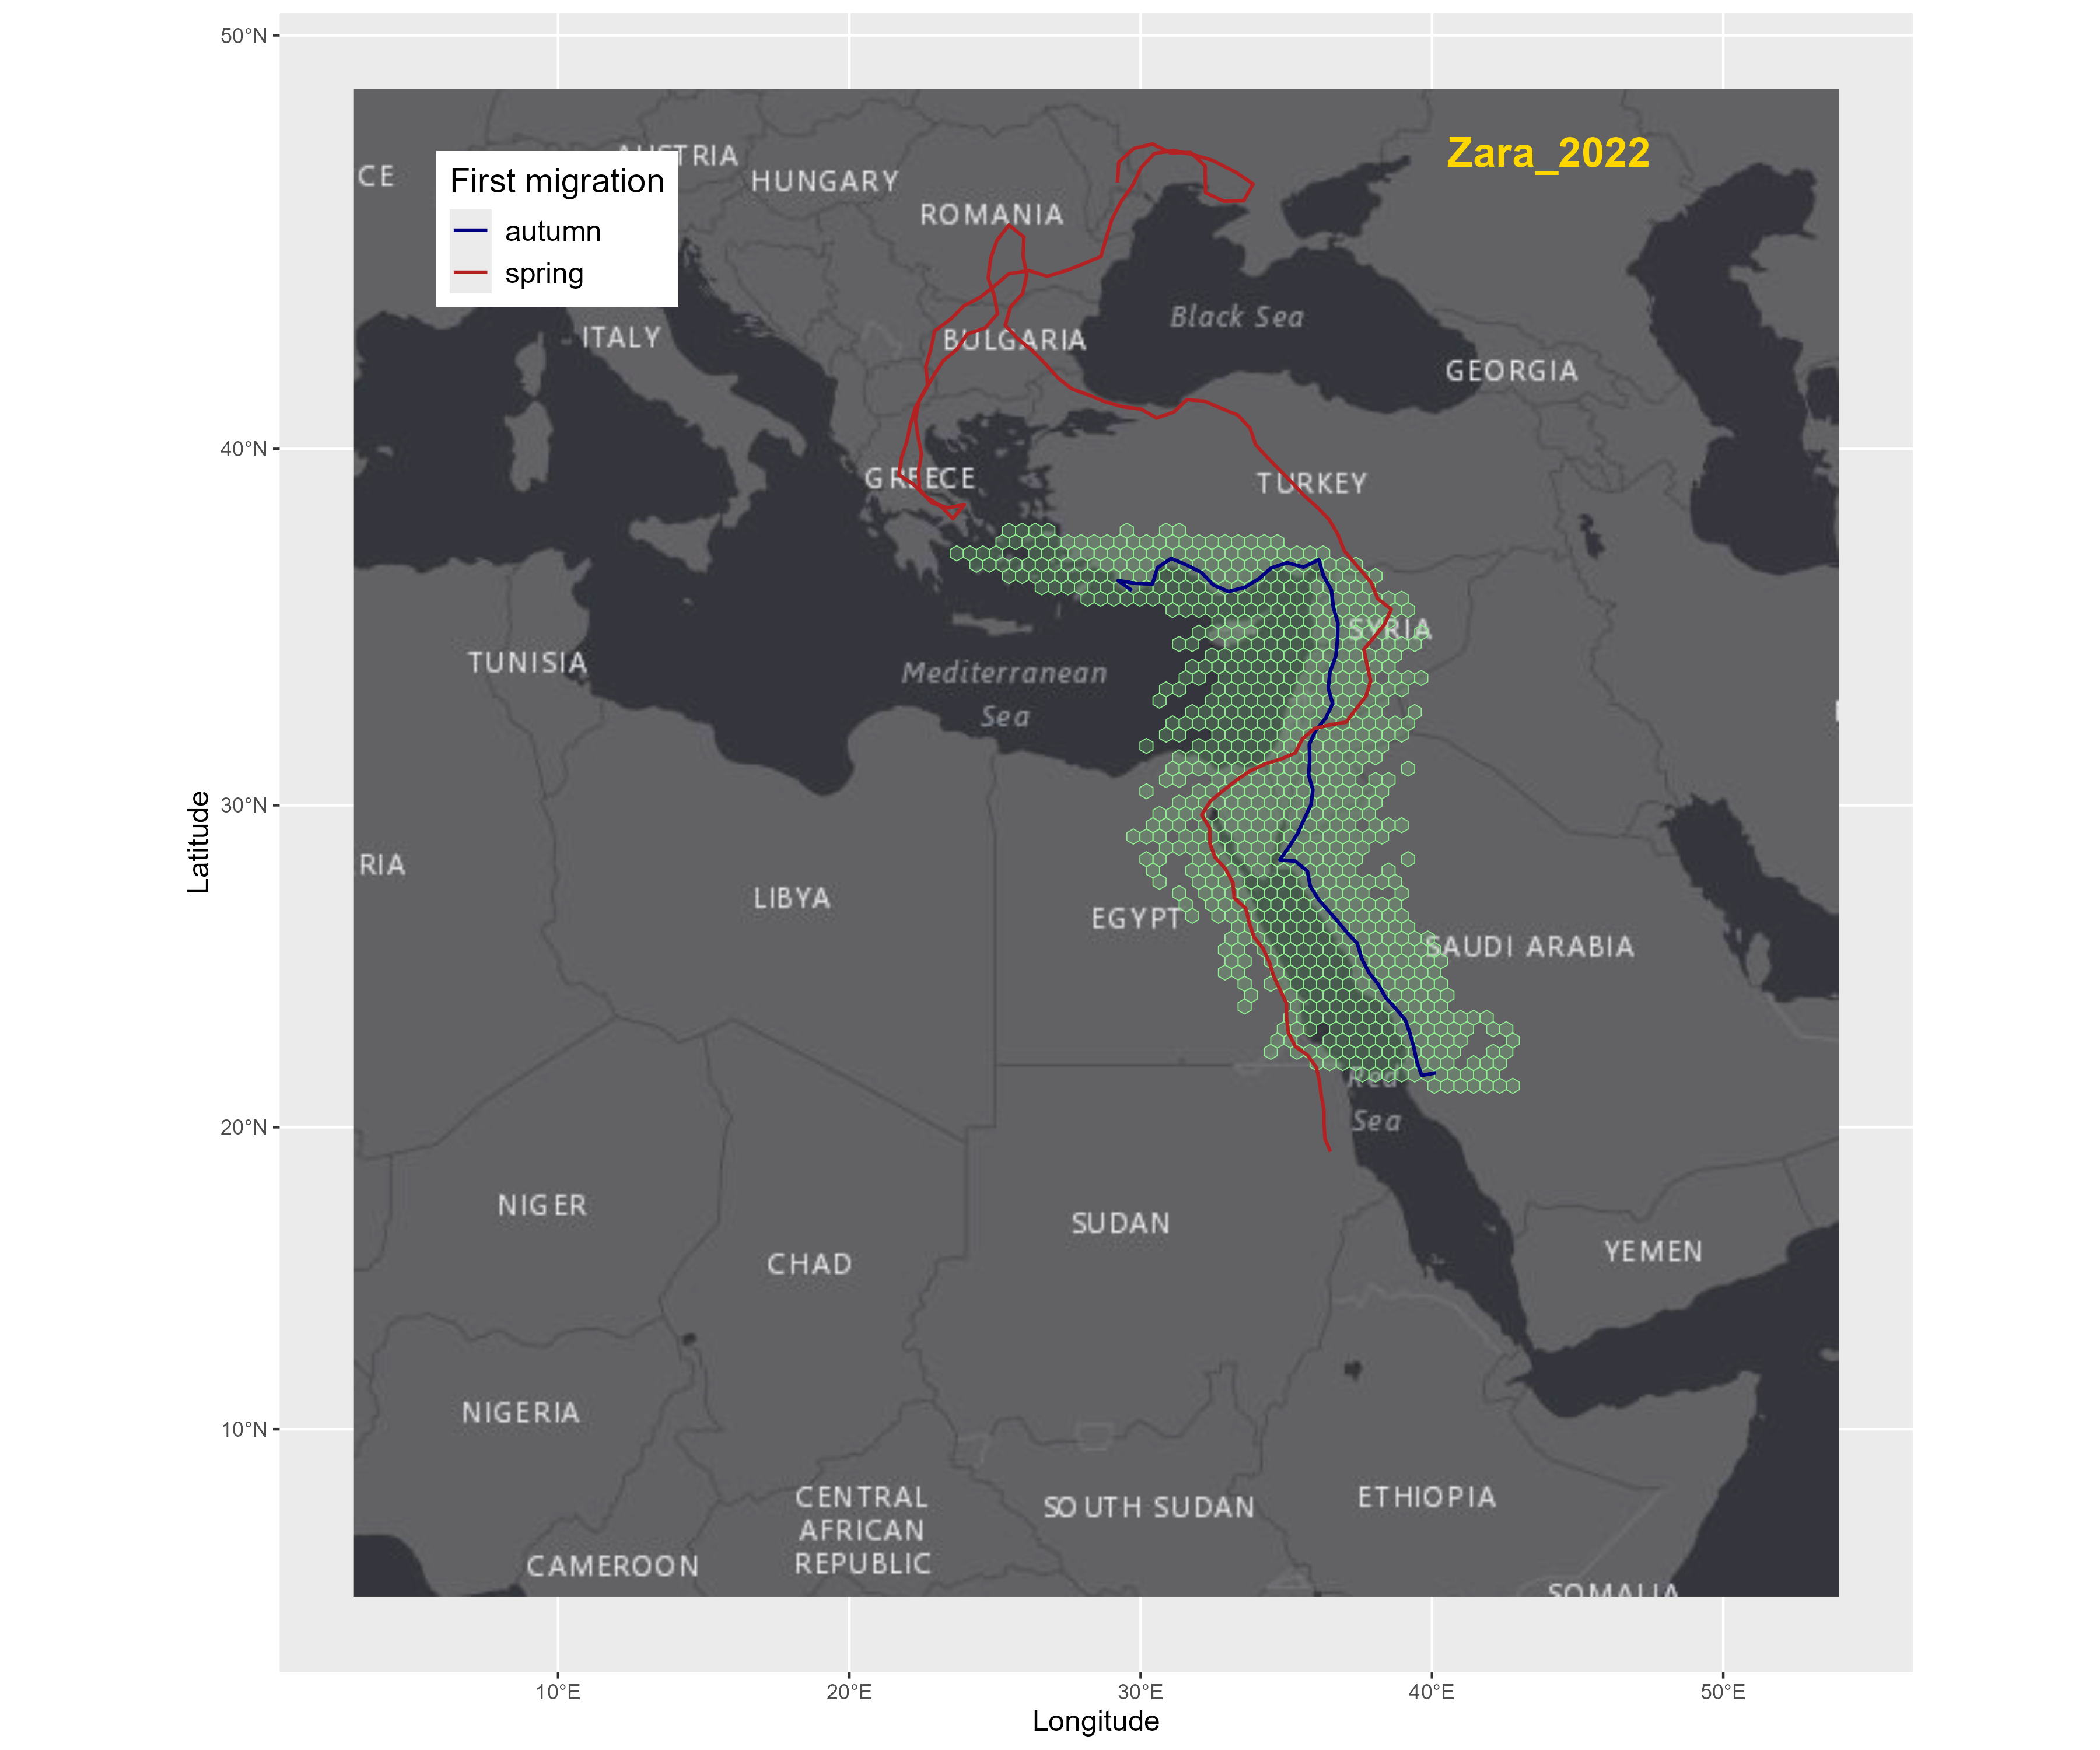 50°N
40°N
30°N
20°N
10°N
Latitude
Zara_2022
First migration
autumn
spring
CE
HUNGARY
ROMANIA
ITALY
BULGARIA
Black Sea
GEORGIA
GREECE
TURKEY
SYRIA
TUNISIA
Mediterranean
Sea
RIA
LIBYA
EGYPT
SAUDI ARABIA
Red
Sea
NIGER
SUDAN
CHAD
YEMEN
NIGERIA
CENTRAL
AFRICAN
REPUBLIC
SOUTH SUDAN
ETHIOPIA
CAMEROON
SOMALIA
10°E
20°E
30°E
40°E
50°E
Longitude